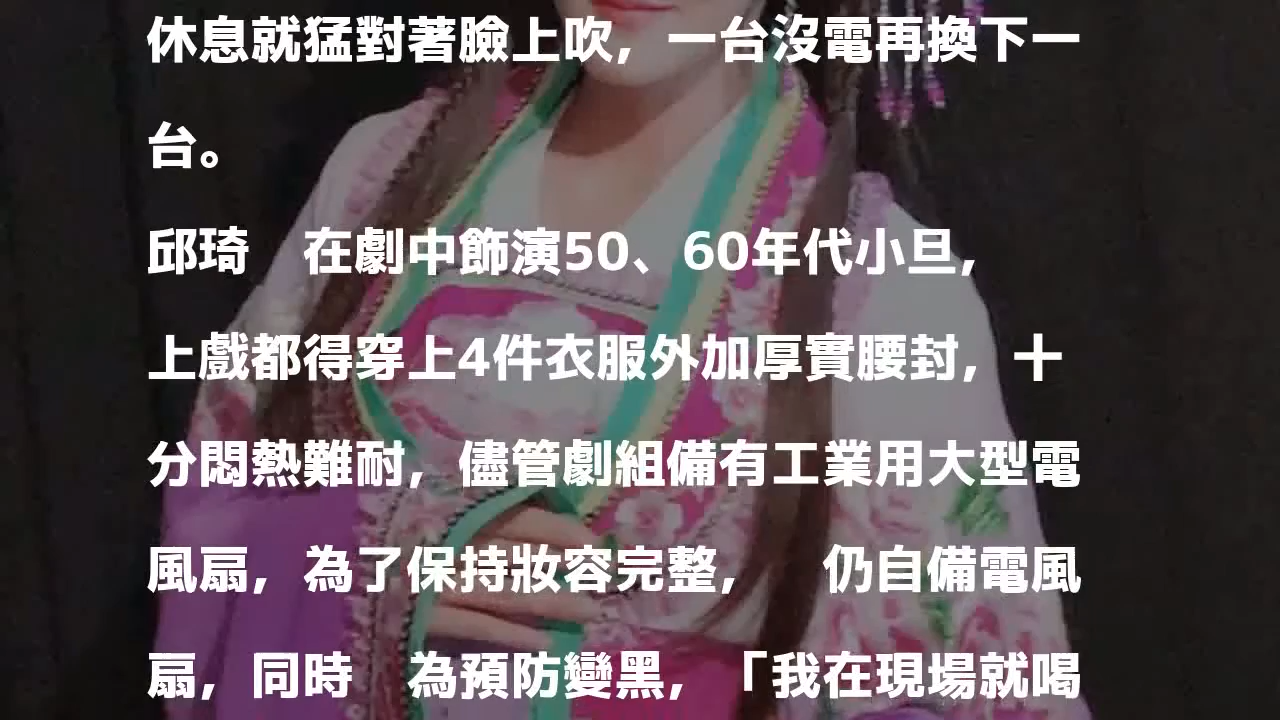 休息就猛對著臉上吹，一台沒電再換下一
台。
邱琦　在劇中飾演50、60年代小旦，
上戲都得穿上4件衣服外加厚實腰封，十
分悶熱難耐，儘管劇組備有工業用大型電
風扇，為了保持妝容完整，　仍自備電風
扇，同時　為預防變黑，「我在現場就喝